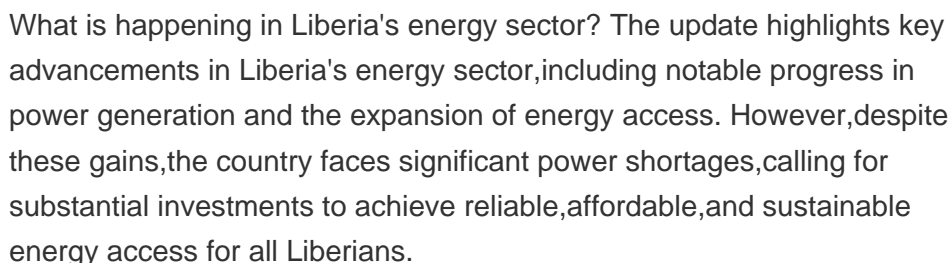 What is happening in Liberia's energy sector? The update highlights key
advancements in Liberia's energy sector,including notable progress in
power generation and the expansion of energy access. However,despite
these gains,the country faces significant power shortages,calling for
substantial investments to achieve reliable,affordable,and sustainable
energy access for all Liberians.